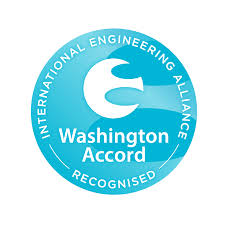 INTERNATIONAL ENGINEERING ALLIANCE
Washington
Accord
RECOGNISED